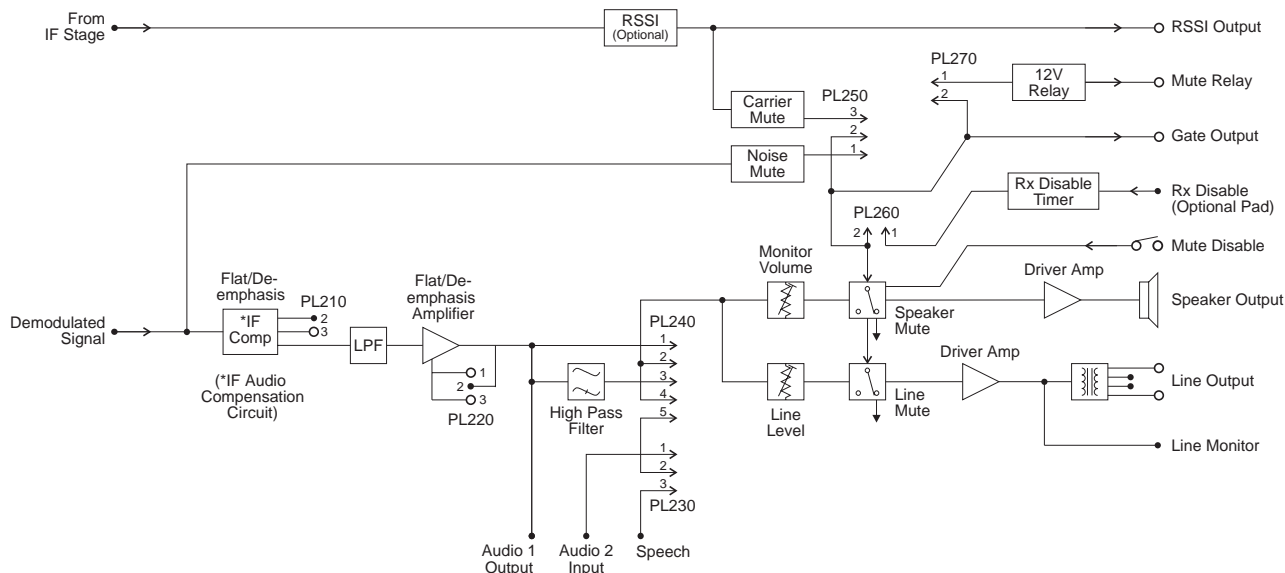 From
IF Stage
RSSI
(Optional)
RSSI Output
PL270
1
2
12V
Relay
Mute Relay
Carrier
Mute
PL250
3
2
1
Gate Output
Noise
Mute
Rx Disable
Timer
Rx Disable
(Optional Pad)
PL260
2
1
Mute Disable
Monitor
Volume
Driver Amp
Speaker Output
Speaker
Mute
Flat/De-
emphasis
PL210
*IF
Comp
2
3
Flat/De-
emphasis
Amplifier
Demodulated
Signal
LPF
(*IF Audio
Compensation
Circuit)
1
2
3
PL220
PL240
1
2
3
4
5
High Pass
Filter
Line
Level
Line
Mute
Driver Amp
Line Output
Line Monitor
1
2
3
PL230
Audio 1
Output
Audio 2
Input
Speech